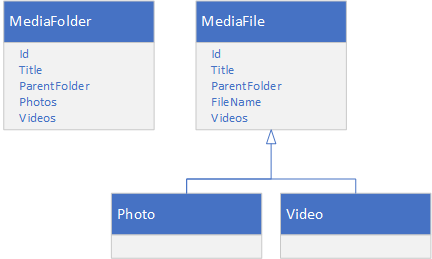 MediaFolder
Id
Title
ParentFolder
Photos
Videos
MediaFile
Id
Title
ParentFolder
FileName
Videos
Photo
Video